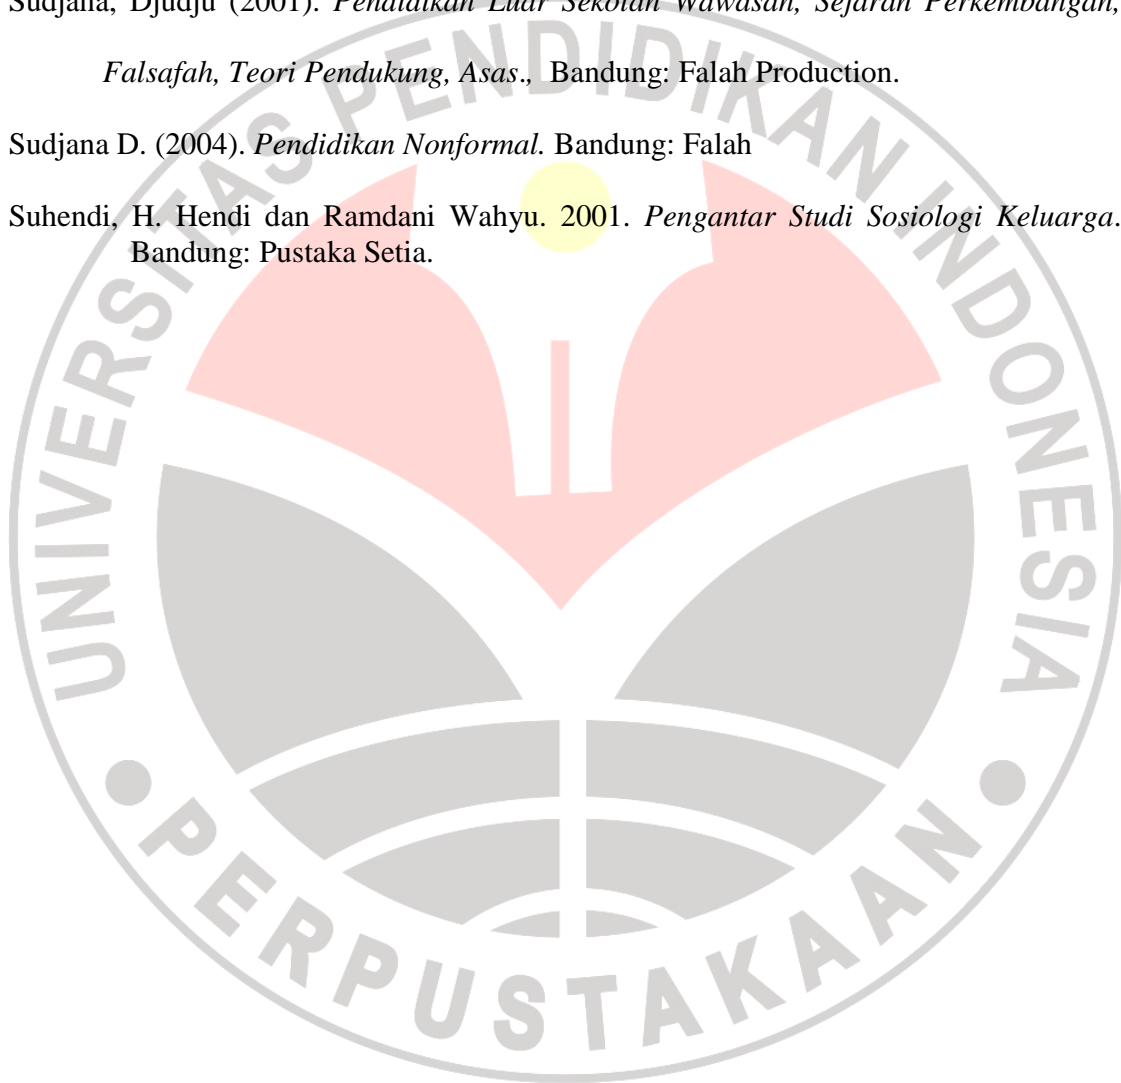 Sudjana, Djudju (2001). Pendidikan Luar Sekolah Wawasan, Sejarah Perkembangan,
Falsafah, Teori Pendukung, Asas., Bandung: Falah Production.
Sudjana D. (2004). Pendidikan Nonformal. Bandung: Falah
Suhendi, H. Hendi dan Ramdani Wahyu. 2001. Pengantar Studi Sosiologi Keluarga.
Bandung: Pustaka Setia.
UNIVERSITAS PENDIDIKAN INDONESIA
PERPUSTAKAAN